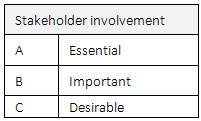 Stakeholder involvement
A Essential
B Important
C Desirable